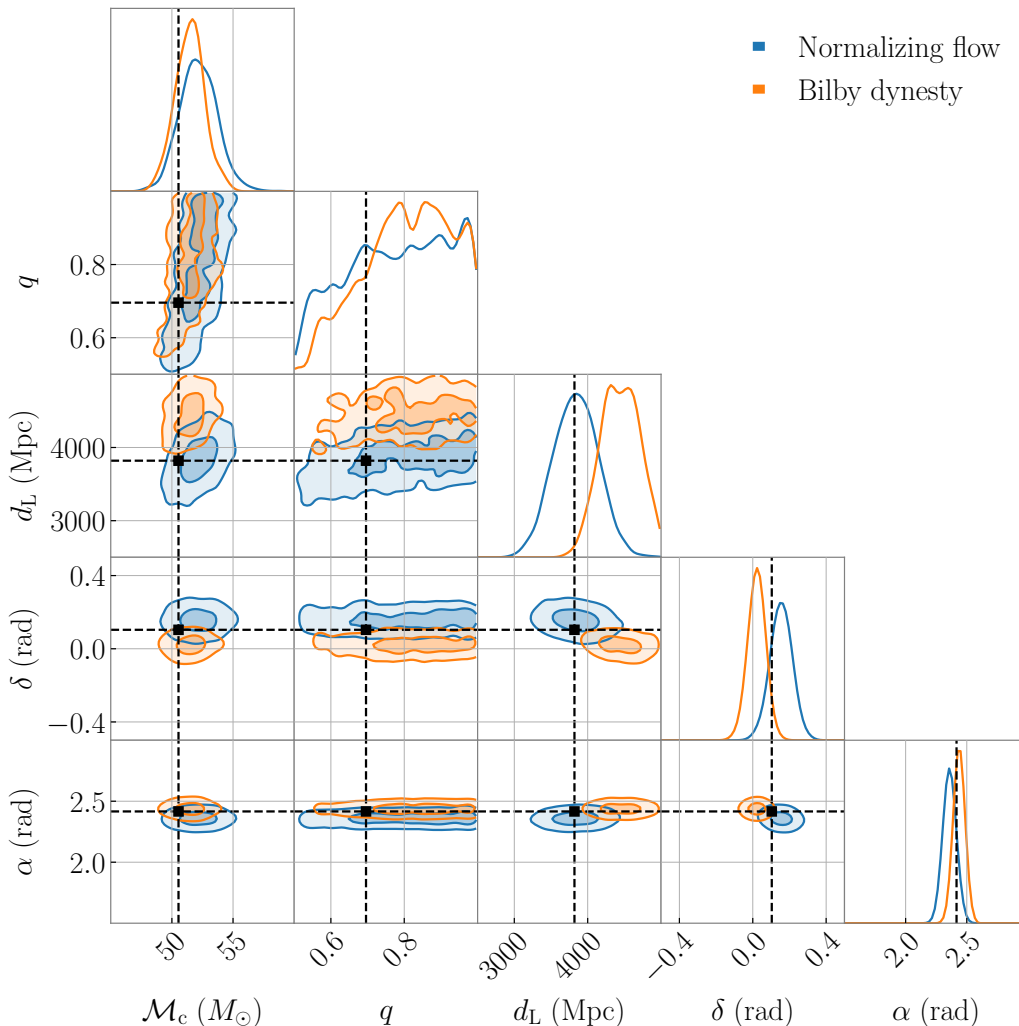 Normalizing flow
Bilby dynesty
q
0.8
0.6
d_L (Mpc)
4000
3000
δ (rad)
0.4
0.0
−0.4
α (rad)
2.5
2.0
50 55 0.6 0.8 3000 4000 −0.4 0.0 0.4 2.0 2.5
ℳ_c (M_⊙) q d_L (Mpc) δ (rad) α (rad)